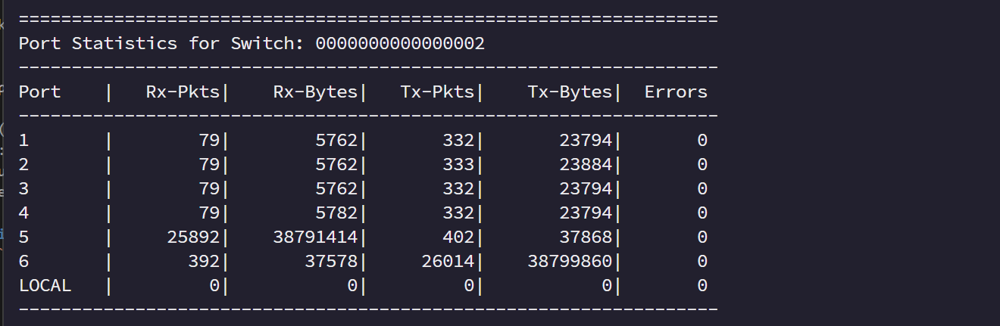 ==================================================================
Port Statistics for Switch: 0000000000000002
------------------------------------------------------------------
Port    |   Rx-Pkts|    Rx-Bytes|   Tx-Pkts|    Tx-Bytes|  Errors
------------------------------------------------------------------
1       |        79|        5762|       332|       23794|       0
2       |        79|        5762|       333|       23884|       0
3       |        79|        5762|       332|       23794|       0
4       |        79|        5782|       332|       23794|       0
5       |     25892|    38791414|       402|       37868|       0
6       |       392|       37578|     26014|    38799860|       0
LOCAL   |         0|           0|         0|           0|       0
------------------------------------------------------------------